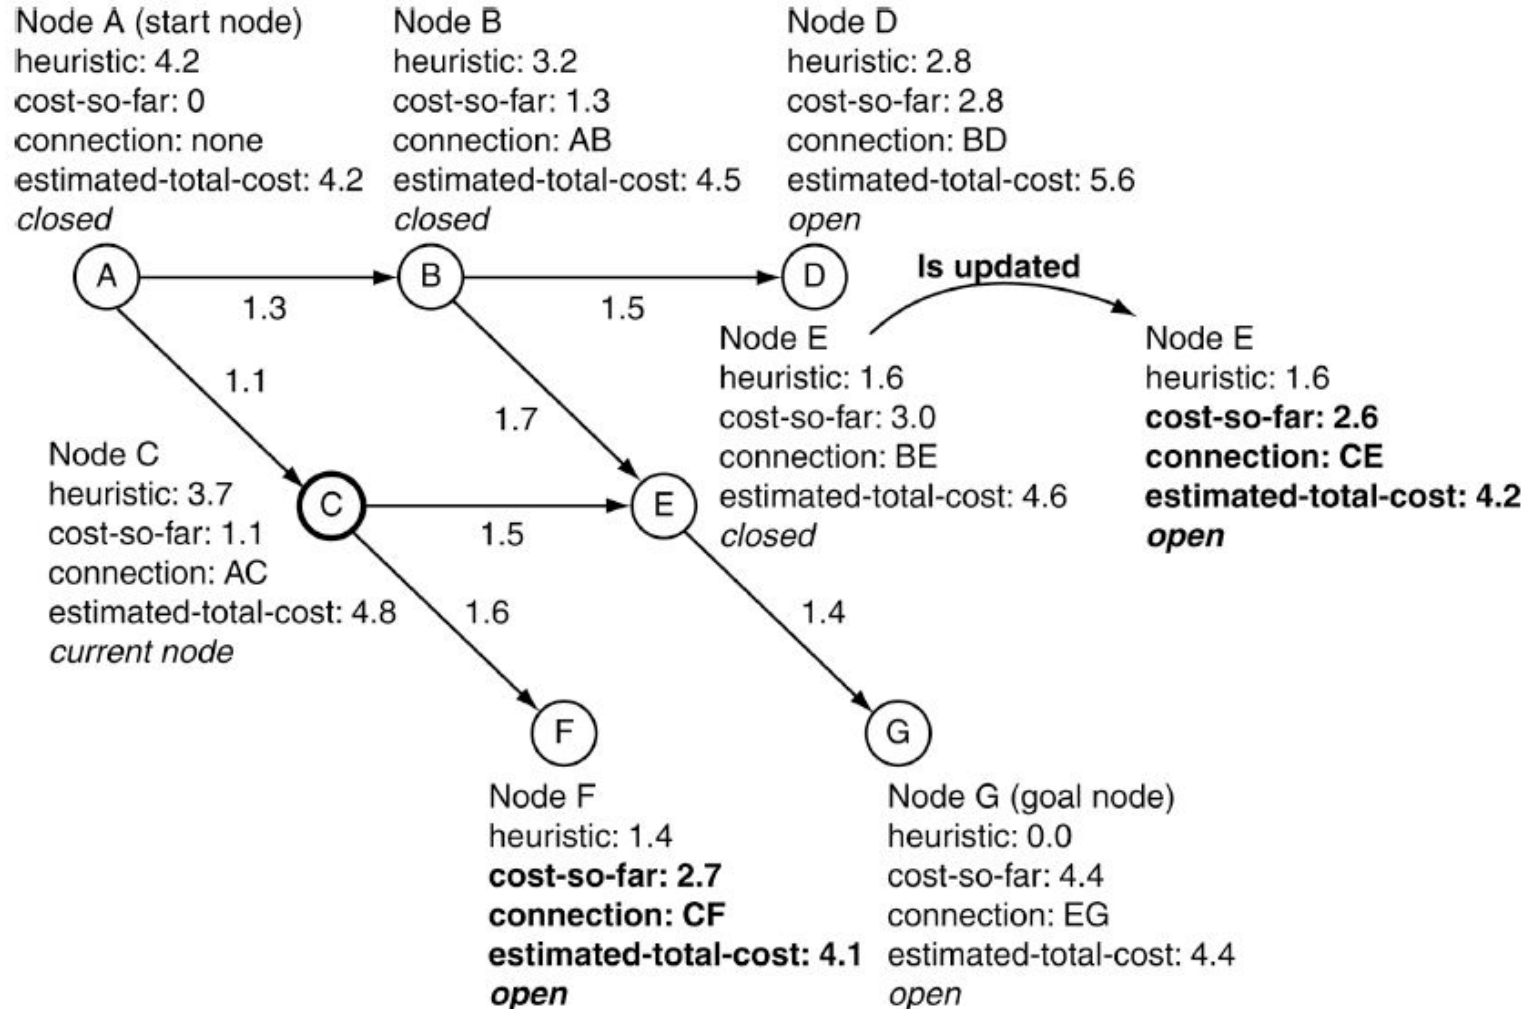 Node A (start node)
heuristic: 4.2
cost-so-far: 0
connection: none
estimated-total-cost: 4.2
closed
Node B
heuristic: 3.2
cost-so-far: 1.3
connection: AB
estimated-total-cost: 4.5
closed
Node D
heuristic: 2.8
cost-so-far: 2.8
connection: BD
estimated-total-cost: 5.6
open
A
B
D
1.3
1.5
Is updated
1.1
1.7
Node E
heuristic: 1.6
cost-so-far: 3.0
connection: BE
estimated-total-cost: 4.6
closed
Node E
heuristic: 1.6
cost-so-far: 2.6
connection: CE
estimated-total-cost: 4.2
open
Node C
heuristic: 3.7
cost-so-far: 1.1
connection: AC
estimated-total-cost: 4.8
current node
C
E
1.5
1.6
1.4
F
G
Node F
heuristic: 1.4
cost-so-far: 2.7
connection: CF
estimated-total-cost: 4.1
open
Node G (goal node)
heuristic: 0.0
cost-so-far: 4.4
connection: EG
estimated-total-cost: 4.4
open